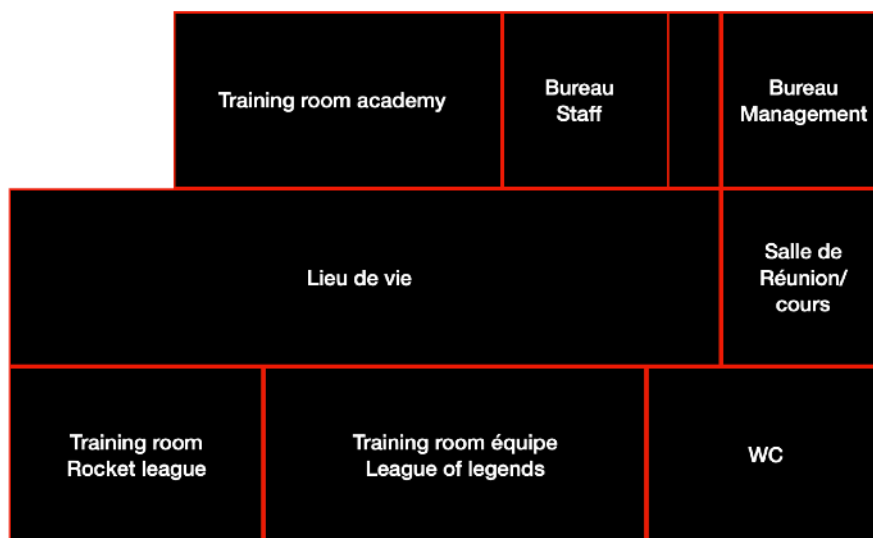 Training room academy
Bureau
Staff
Bureau
Management
Lieu de vie
Salle de
Réunion/
cours
Training room
Rocket league
Training room équipe
League of legends
WC